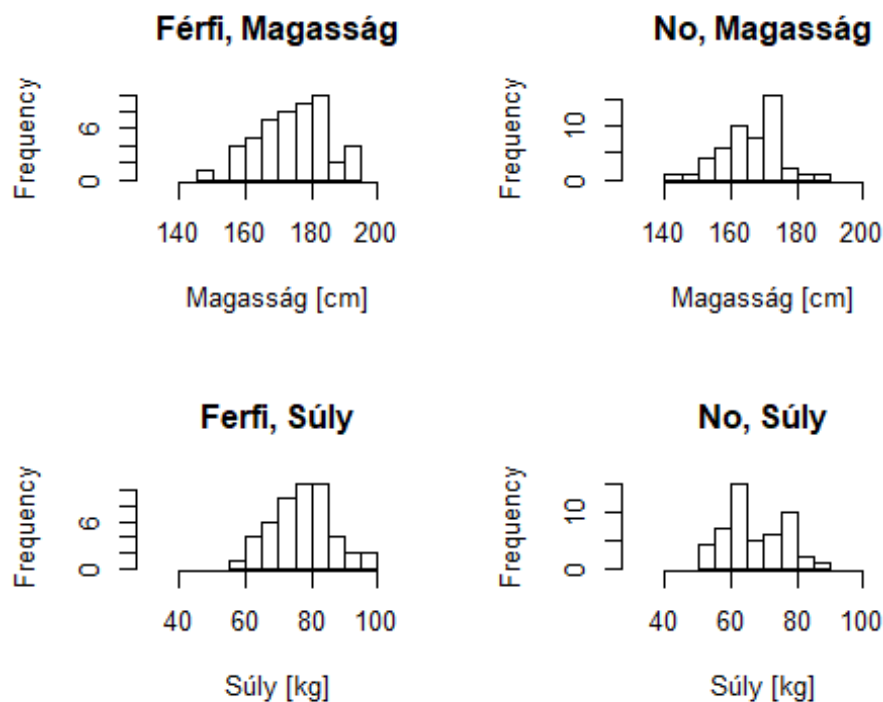 Férfi, Magasság
Frequency
0 6
140 160 180 200
Magasság [cm]
No, Magasság
Frequency
0 10
140 160 180 200
Magasság [cm]
Ferfi, Súly
Frequency
0 6
40 60 80 100
Súly [kg]
No, Súly
Frequency
0 10
40 60 80 100
Súly [kg]